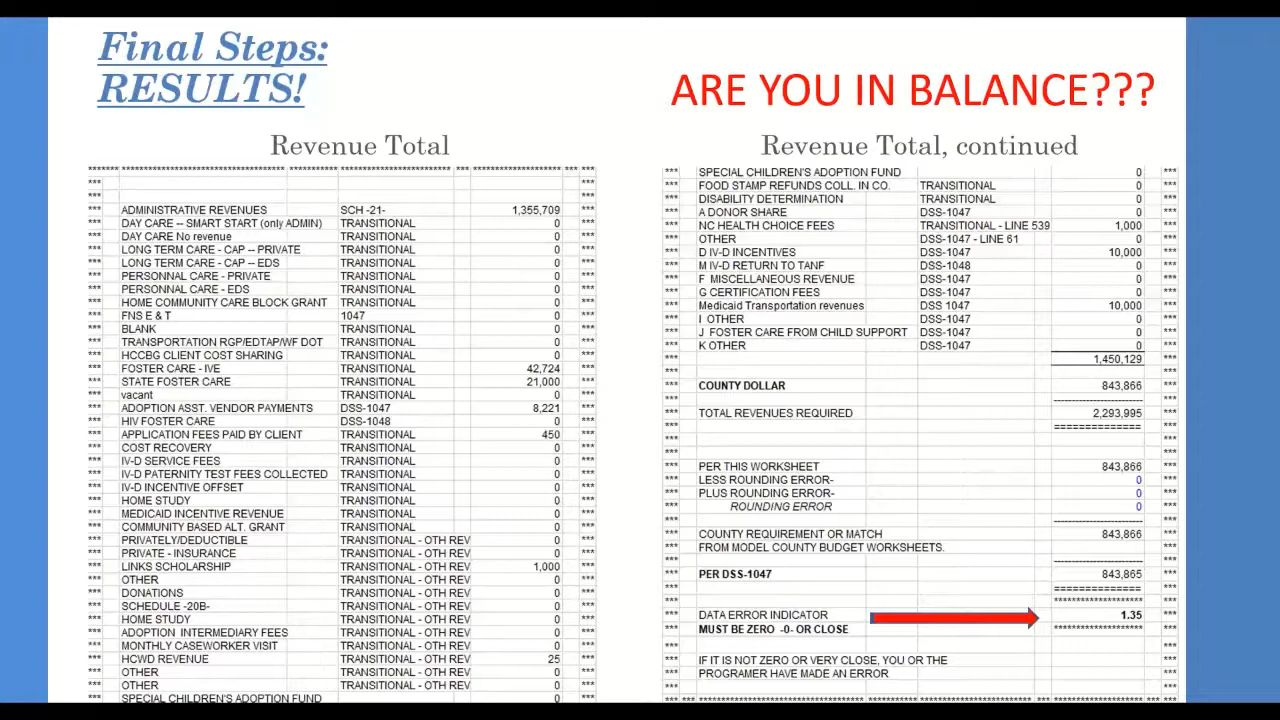 Final Steps:
RESULTS!
ARE YOU IN BALANCE???
Revenue Total
******* ********************************* *********** ************************* ******************* *** ***
*** ***
*** ***
*** ADMINISTRATIVE REVENUES SCH -21- 1,355,709 ***
*** DAY CARE -- SMART START (only ADMIN) TRANSITIONAL 0 ***
*** DAY CARE No revenue TRANSITIONAL 0 ***
*** LONG TERM CARE - CAP -- PRIVATE TRANSITIONAL 0 ***
*** LONG TERM CARE - CAP -- EDS TRANSITIONAL 0 ***
*** PERSONNAL CARE - PRIVATE TRANSITIONAL 0 ***
*** PERSONNAL CARE - EDS TRANSITIONAL 0 ***
*** HOME COMMUNITY CARE BLOCK GRANT TRANSITIONAL 0 ***
*** FNS E & T 1047 0 ***
*** BLANK TRANSITIONAL 0 ***
*** TRANSPORTATION RGP/EDTAP/WF DOT TRANSITIONAL 0 ***
*** HCCBG CLIENT COST SHARING TRANSITIONAL 0 ***
*** FOSTER CARE - IVE TRANSITIONAL 42,724 ***
*** STATE FOSTER CARE TRANSITIONAL 21,000 ***
*** vacant TRANSITIONAL 0 ***
*** ADOPTION ASST. VENDOR PAYMENTS DSS-1047 8,221 ***
*** HIV FOSTER CARE DSS-1048 0 ***
*** APPLICATION FEES PAID BY CLIENT TRANSITIONAL 450 ***
*** COST RECOVERY TRANSITIONAL 0 ***
*** IV-D SERVICE FEES TRANSITIONAL 0 ***
*** IV-D PATERNITY TEST FEES COLLECTED TRANSITIONAL 0 ***
*** IV-D INCENTIVE OFFSET TRANSITIONAL 0 ***
*** HOME STUDY TRANSITIONAL 0 ***
*** MEDICAID INCENTIVE REVENUE TRANSITIONAL 0 ***
*** COMMUNITY BASED ALT. GRANT TRANSITIONAL 0 ***
*** PRIVATELY/DEDUCTIBLE TRANSITIONAL - OTH REV 0 ***
*** PRIVATE - INSURANCE TRANSITIONAL - OTH REV 0 ***
*** LINKS SCHOLARSHIP TRANSITIONAL - OTH REV 1,000 ***
*** OTHER TRANSITIONAL - OTH REV 0 ***
*** DONATIONS TRANSITIONAL - OTH REV 0 ***
*** SCHEDULE -20B- TRANSITIONAL - OTH REV 0 ***
*** HOME STUDY TRANSITIONAL - OTH REV 0 ***
*** ADOPTION INTERMEDIARY FEES TRANSITIONAL - OTH REV 0 ***
*** MONTHLY CASEWORKER VISIT TRANSITIONAL - OTH REV 0 ***
*** HCWD REVENUE TRANSITIONAL - OTH REV 25 ***
*** OTHER TRANSITIONAL - OTH REV 0 ***
*** OTHER TRANSITIONAL - OTH REV 0 ***
*** SPECIAL CHILDREN'S ADOPTION FUND 0 ***
Revenue Total, continued
*** SPECIAL CHILDREN'S ADOPTION FUND 0 ***
*** FOOD STAMP REFUNDS COLL. IN CO. TRANSITIONAL 0 ***
*** DISABILITY DETERMINATION TRANSITIONAL 0 ***
*** A DONOR SHARE DSS-1047 0 ***
*** NC HEALTH CHOICE FEES TRANSITIONAL - LINE 539 1,000 ***
*** OTHER DSS-1047 - LINE 61 0 ***
*** D IV-D INCENTIVES DSS-1047 10,000 ***
*** M IV-D RETURN TO TANF DSS-1048 0 ***
*** F MISCELLANEOUS REVENUE DSS-1047 0 ***
*** G CERTIFICATION FEES DSS-1047 0 ***
*** Medicaid Transportation revenues DSS 1047 10,000 ***
*** I OTHER DSS-1047 0 ***
*** J FOSTER CARE FROM CHILD SUPPORT DSS-1047 0 ***
*** K OTHER DSS-1047 0 ***
*** 1,450,129 ***
*** ***
*** COUNTY DOLLAR 843,866 ***
*** ------------------------ ***
*** TOTAL REVENUES REQUIRED 2,293,995 ***
*** ============== ***
*** ***
*** ***
*** PER THIS WORKSHEET 843,866 ***
*** LESS ROUNDING ERROR- 0 ***
*** PLUS ROUNDING ERROR- 0 ***
*** ROUNDING ERROR 0 ***
*** ------------------------ ***
*** COUNTY REQUIREMENT OR MATCH 843,866 ***
*** FROM MODEL COUNTY BUDGET WORKSHEETS. ***
*** ------------------------ ***
*** PER DSS-1047 843,865 ***
*** ============== ***
*** ********************* ***
*** DATA ERROR INDICATOR 1.35 ***
*** MUST BE ZERO -0- OR CLOSE ********************* ***
*** ***
*** IF IT IS NOT ZERO OR VERY CLOSE, YOU OR THE ***
*** PROGRAMER HAVE MADE AN ERROR ***
*** ***